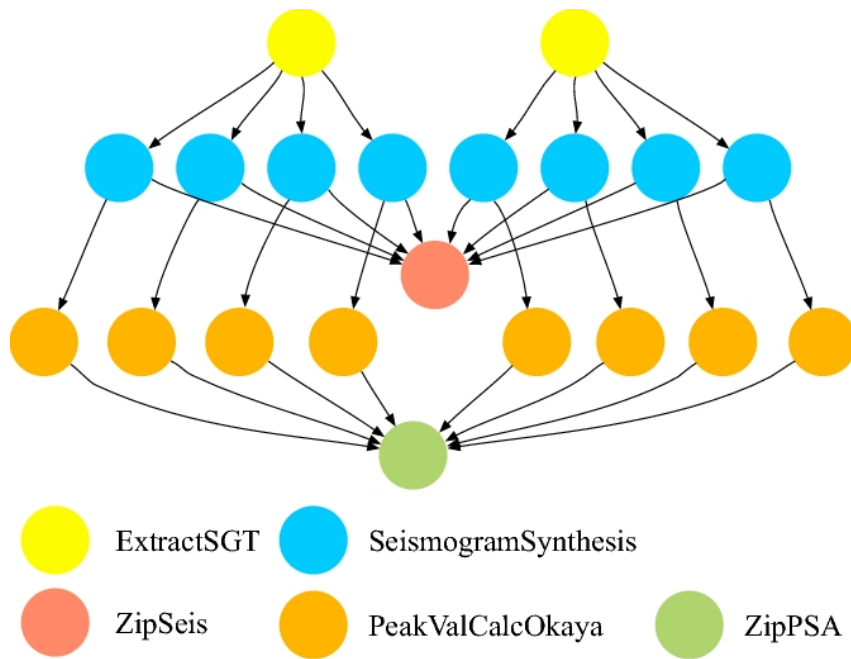 ExtractSGT
SeismogramSynthesis
ZipSeis
PeakValCalcOkaya
ZipPSA